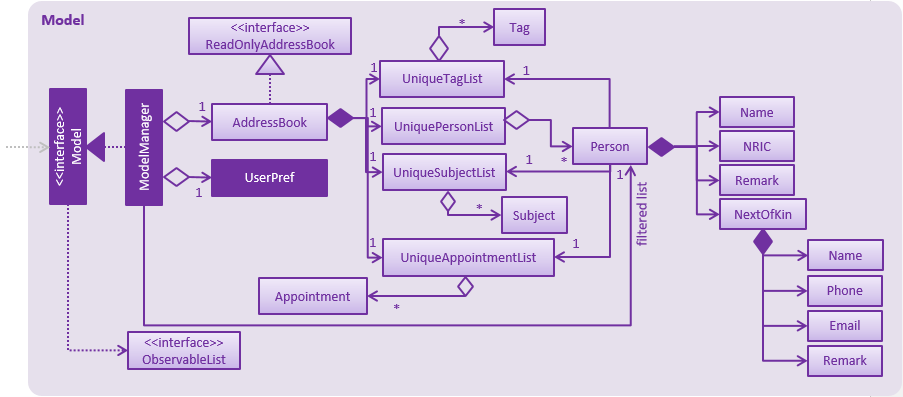 Model
<<interface>>
ReadOnlyAddressBook
Tag
*
UniqueTagList
1
1
<<interface>>
Model
ModelManager
1
AddressBook
1
UniquePersonList
*
Person
1
Name
NRIC
Remark
NextOfKin
1
UserPref
1
UniqueSubjectList
1
*
Subject
filtered list
1
UniqueAppointmentList
1
Appointment
*
Name
Phone
Email
Remark
<<interface>>
ObservableList